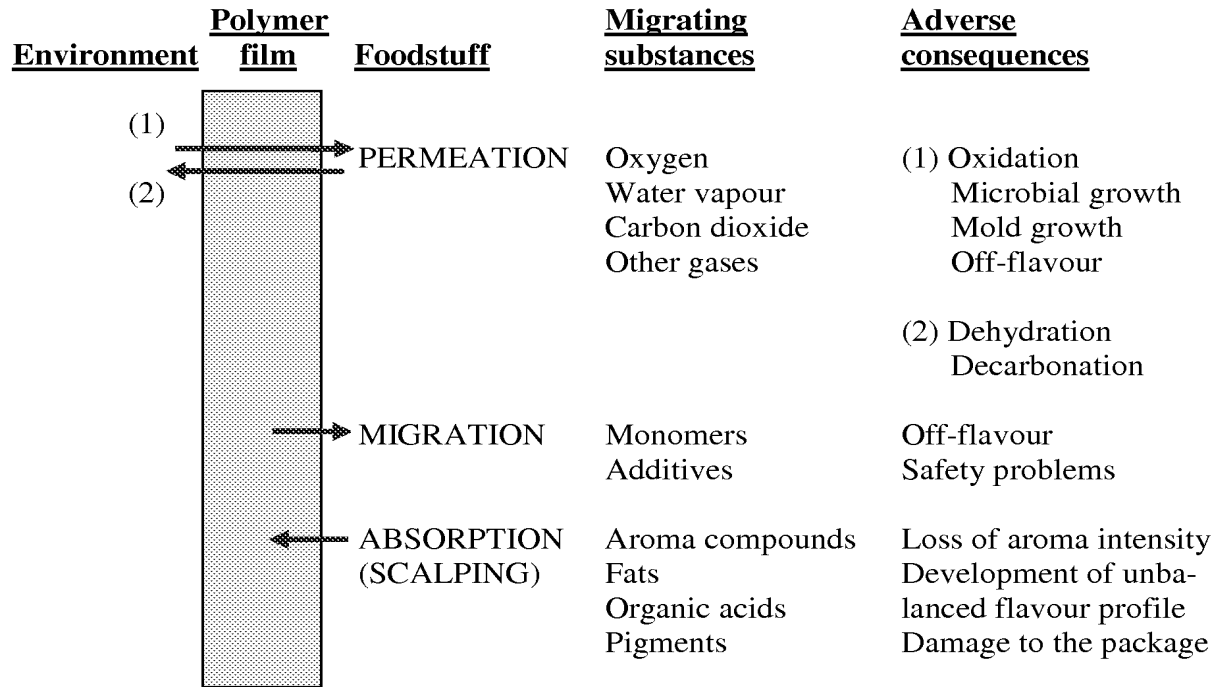 Environment Polymer film Foodstuff Migrating substances Adverse consequences
(1)
(2)
PERMEATION Oxygen (1) Oxidation
Water vapour Microbial growth
Carbon dioxide Mold growth
Other gases Off-flavour
(2) Dehydration
Decarbonation
MIGRATION Monomers Off-flavour
Additives Safety problems
ABSORPTION Aroma compounds Loss of aroma intensity
(SCALPING) Fats Development of unba-
Organic acids lanced flavour profile
Pigments Damage to the package